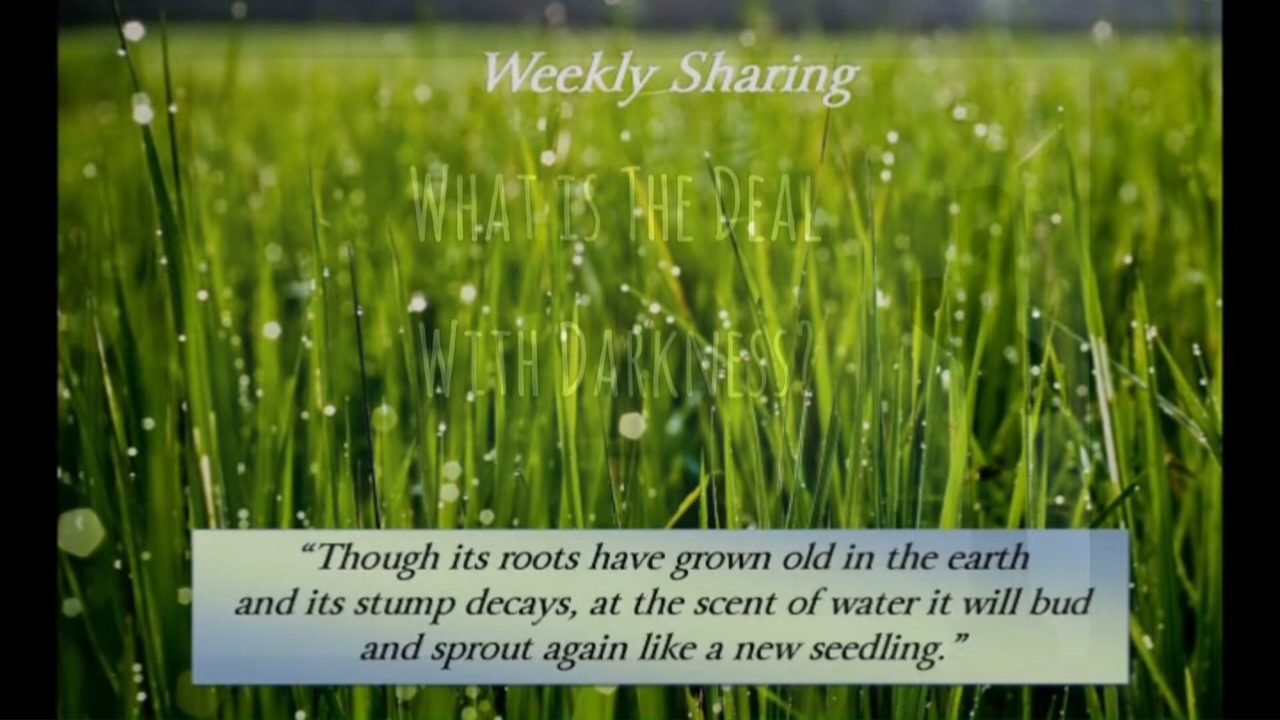 Weekly Sharing
What is The Deal
With Darkness?
“Though its roots have grown old in the earth
and its stump decays, at the scent of water it will bud
and sprout again like a new seedling.”